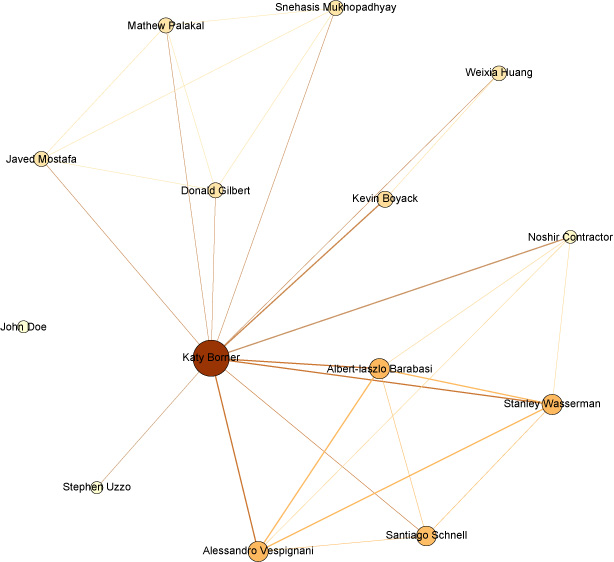 Snehasis Mukhopadhyay
Mathew Palakal
Weixia Huang
Javed Mostafa
Donald Gilbert
Kevin Boyack
Noshir Contractor
John Doe
Katy Borner
Albert-laszlo Barabasi
Stanley Wasserman
Stephen Uzzo
Santiago Schnell
Alessandro Vespignani